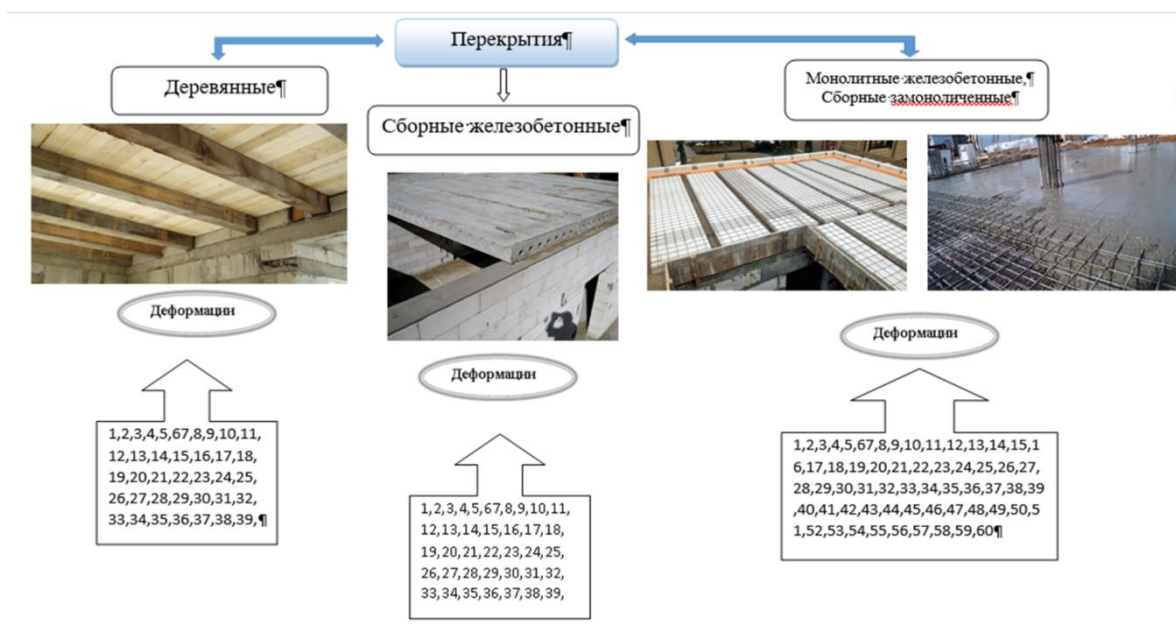 Перекрытия¶
Деревянные¶
Сборные·железобетонные¶
Монолитные·железобетонные,¶
Сборные·замоноличенные¶
Деформации
Деформации
Деформации
1,2,3,4,5,67,8,9,10,11,
12,13,14,15,16,17,18,
19,20,21,22,23,24,25,
26,27,28,29,30,31,32,
33,34,35,36,37,38,39,¶
1,2,3,4,5,67,8,9,10,11,
12,13,14,15,16,17,18,
19,20,21,22,23,24,25,
26,27,28,29,30,31,32,
33,34,35,36,37,38,39,
1,2,3,4,5,67,8,9,10,11,12,13,14,15,1
6,17,18,19,20,21,22,23,24,25,26,27,
28,29,30,31,32,33,34,35,36,37,38,39
,40,41,42,43,44,45,46,47,48,49,50,5
1,52,53,54,55,56,57,58,59,60¶